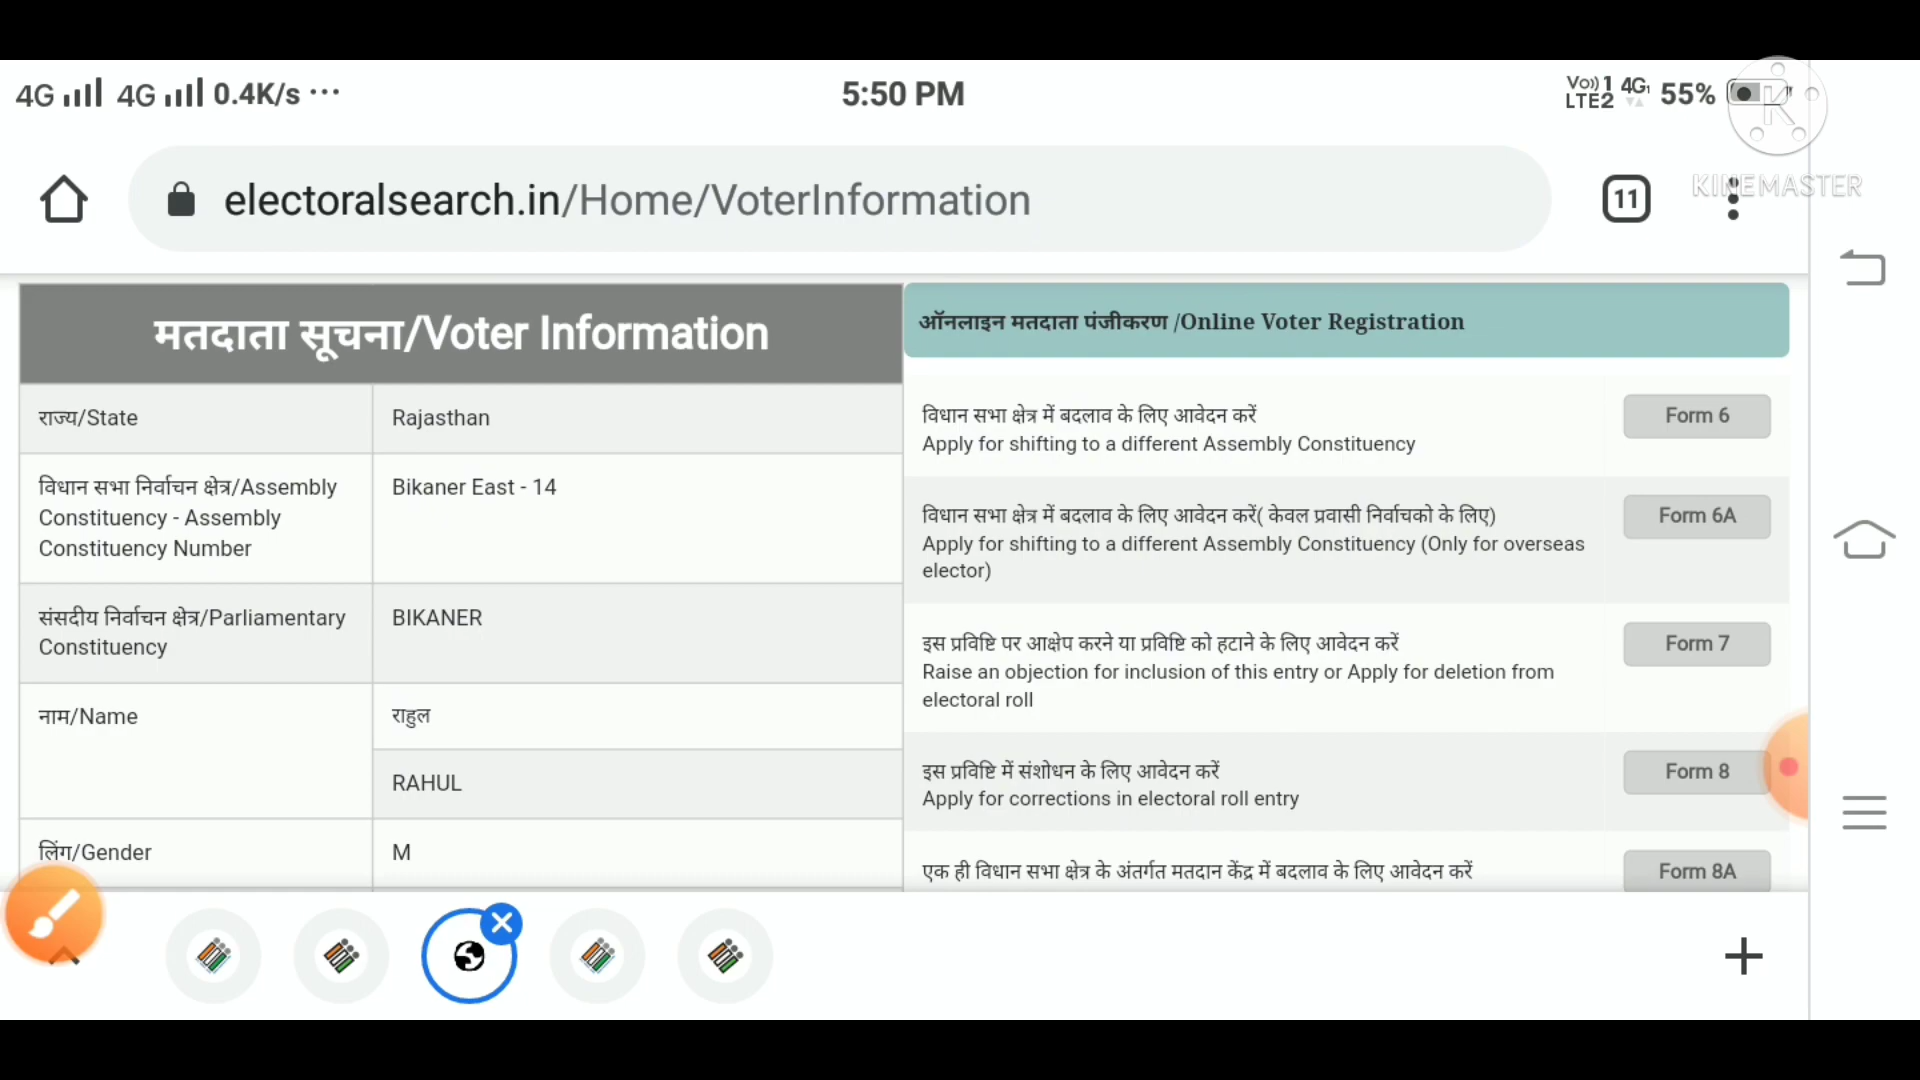 4G 4G 0.4K/s ...
5:50 PM
Vo)) 1 4G 55%
LTE2
electoralsearch.in/Home/VoterInformation
11
KINEMASTER
मतदाता सूचना/Voter Information
राज्य/State
Rajasthan
विधान सभा निर्वाचन क्षेत्र/Assembly
Constituency - Assembly
Constituency Number
Bikaner East - 14
संसदीय निर्वाचन क्षेत्र/Parliamentary
Constituency
BIKANER
नाम/Name
राहुल
RAHUL
लिंग/Gender
M
ऑनलाइन मतदाता पंजीकरण /Online Voter Registration
विधान सभा क्षेत्र में बदलाव के लिए आवेदन करें
Apply for shifting to a different Assembly Constituency
Form 6
विधान सभा क्षेत्र में बदलाव के लिए आवेदन करें( केवल प्रवासी निर्वाचको के लिए)
Apply for shifting to a different Assembly Constituency (Only for overseas
elector)
Form 6A
इस प्रविष्टि पर आक्षेप करने या प्रविष्टि को हटाने के लिए आवेदन करें
Raise an objection for inclusion of this entry or Apply for deletion from
electoral roll
Form 7
इस प्रविष्टि में संशोधन के लिए आवेदन करें
Apply for corrections in electoral roll entry
Form 8
एक ही विधान सभा क्षेत्र के अंतर्गत मतदान केंद्र में बदलाव के लिए आवेदन करें
Form 8A